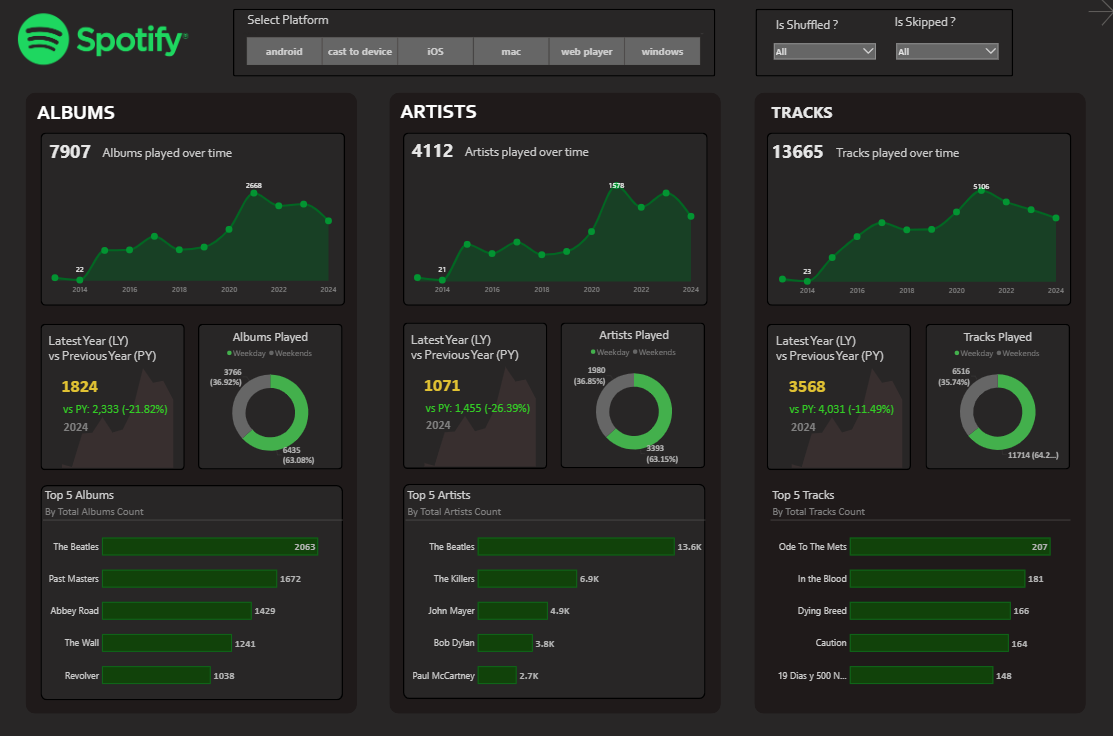 Spotify®
Select Platform
android cast to device iOS mac web player windows
Is Shuffled ?
All
Is Skipped ?
All
ALBUMS
7907 Albums played over time
2668
22
2014 2016 2018 2020 2022 2024
Latest Year (LY)
vs Previous Year (PY)
1824
vs PY: 2,333 (-21.82%)
2024
Albums Played
Weekday Weekends
3766
(36.92%)
6435
(63.08%)
Top 5 Albums
By Total Albums Count
The Beatles 2063
Past Masters 1672
Abbey Road 1429
The Wall 1241
Revolver 1038
ARTISTS
4112 Artists played over time
1578
21
2014 2016 2018 2020 2022 2024
Latest Year (LY)
vs Previous Year (PY)
1071
vs PY: 1,455 (-26.39%)
2024
Artists Played
Weekday Weekends
1980
(36.85%)
3393
(63.15%)
Top 5 Artists
By Total Artists Count
The Beatles 13.6K
The Killers 6.9K
John Mayer 4.9K
Bob Dylan 3.8K
Paul McCartney 2.7K
TRACKS
13665 Tracks played over time
5106
23
2014 2016 2018 2020 2022 2024
Latest Year (LY)
vs Previous Year (PY)
3568
vs PY: 4,031 (-11.49%)
2024
Tracks Played
Weekday Weekends
6516
(35.74%)
11714 (64.2...)
Top 5 Tracks
By Total Tracks Count
Ode To The Mets 207
In the Blood 181
Dying Breed 166
Caution 164
19 Dias y 500 N... 148